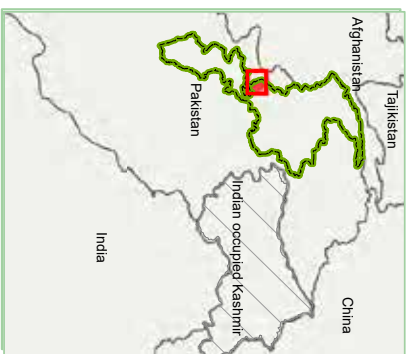 Afghanistan
Tajikistan
Pakistan
Indian occupied Kashmir
China
India